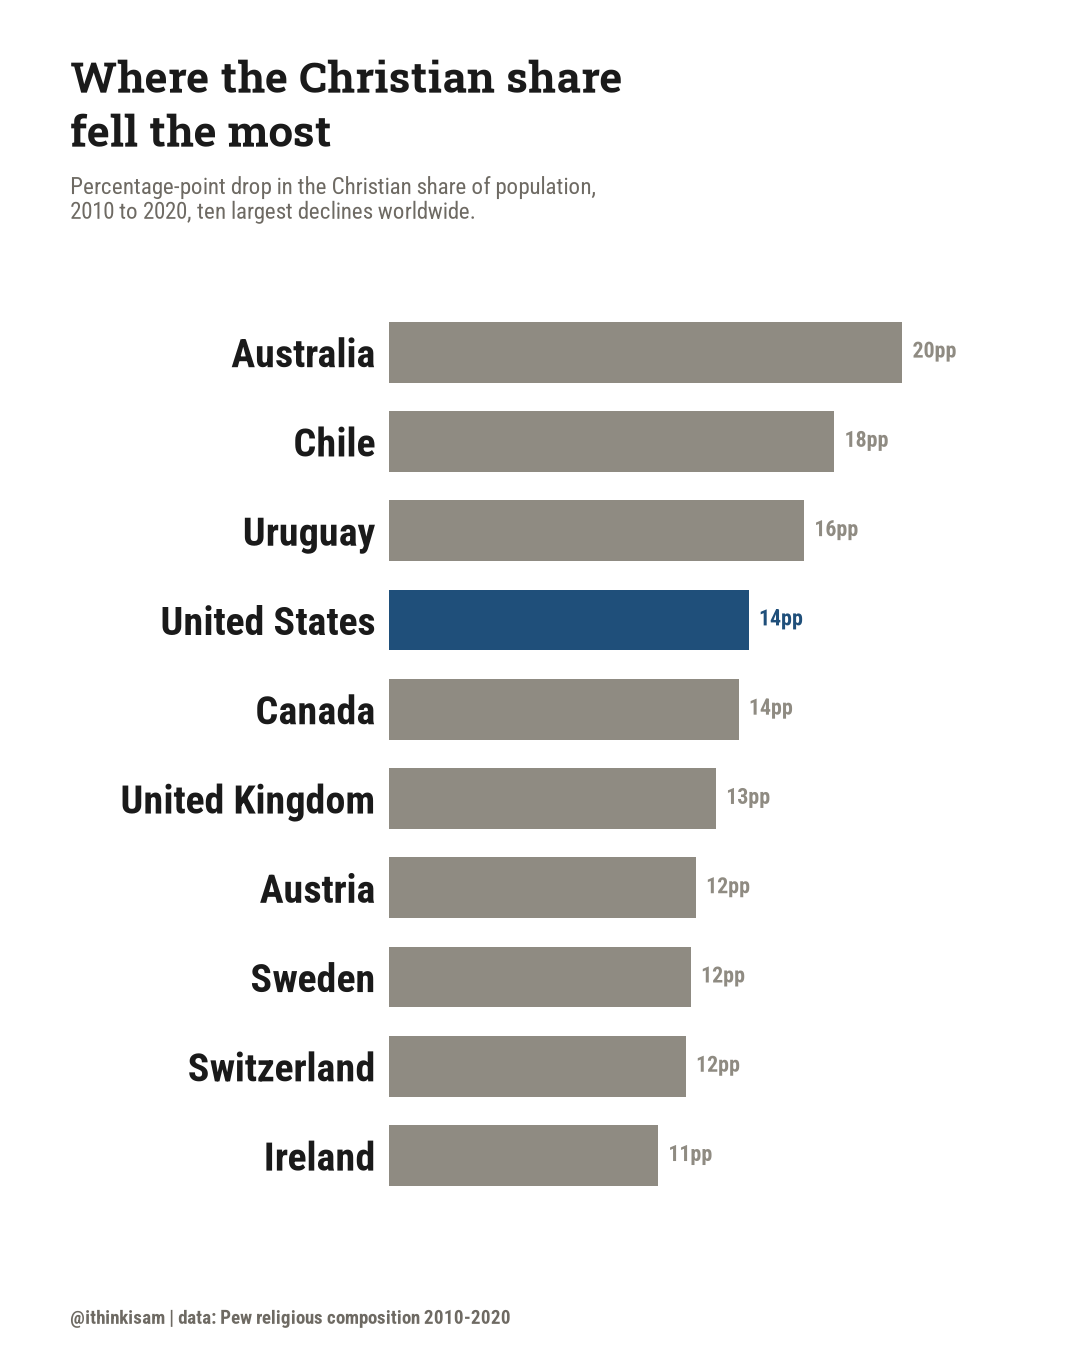 Where the Christian share
fell the most
Percentage-point drop in the Christian share of population,
2010 to 2020, ten largest declines worldwide.
Australia 20pp
Chile 18pp
Uruguay 16pp
United States 14pp
Canada 14pp
United Kingdom 13pp
Austria 12pp
Sweden 12pp
Switzerland 12pp
Ireland 11pp
@ithinkisam | data: Pew religious composition 2010-2020